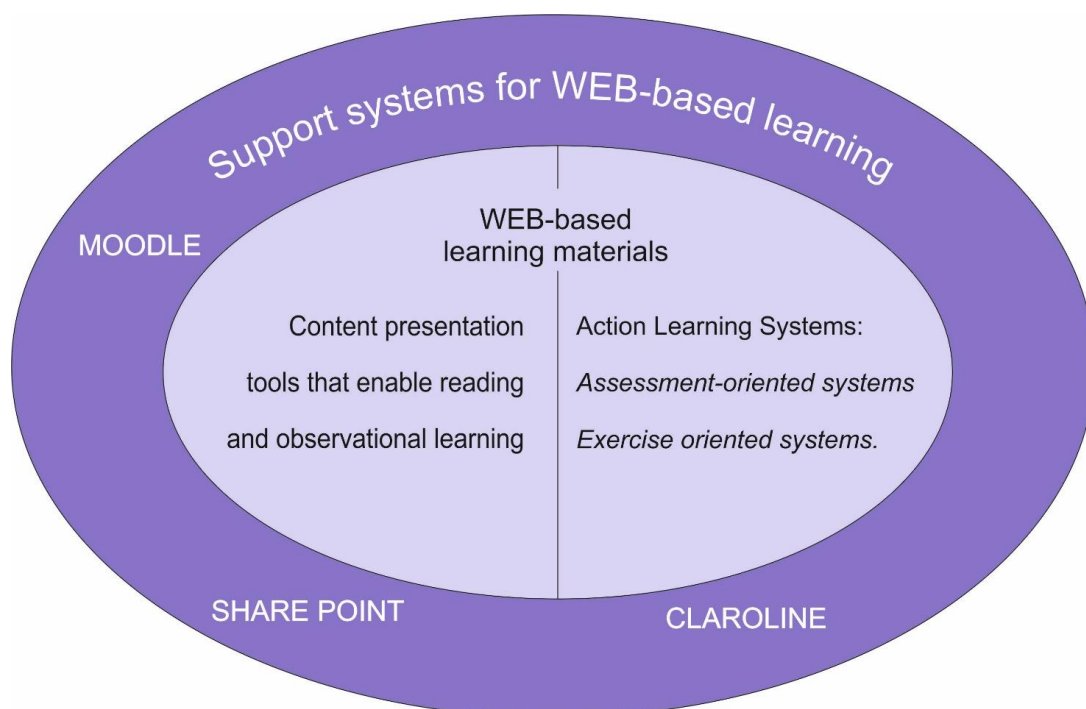 Support systems for WEB-based learning
MOODLE
WEB-based
learning materials
Content presentation
tools that enable reading
and observational learning
Action Learning Systems:
Assessment-oriented systems
Exercise oriented systems.
SHARE POINT
CLAROLINE